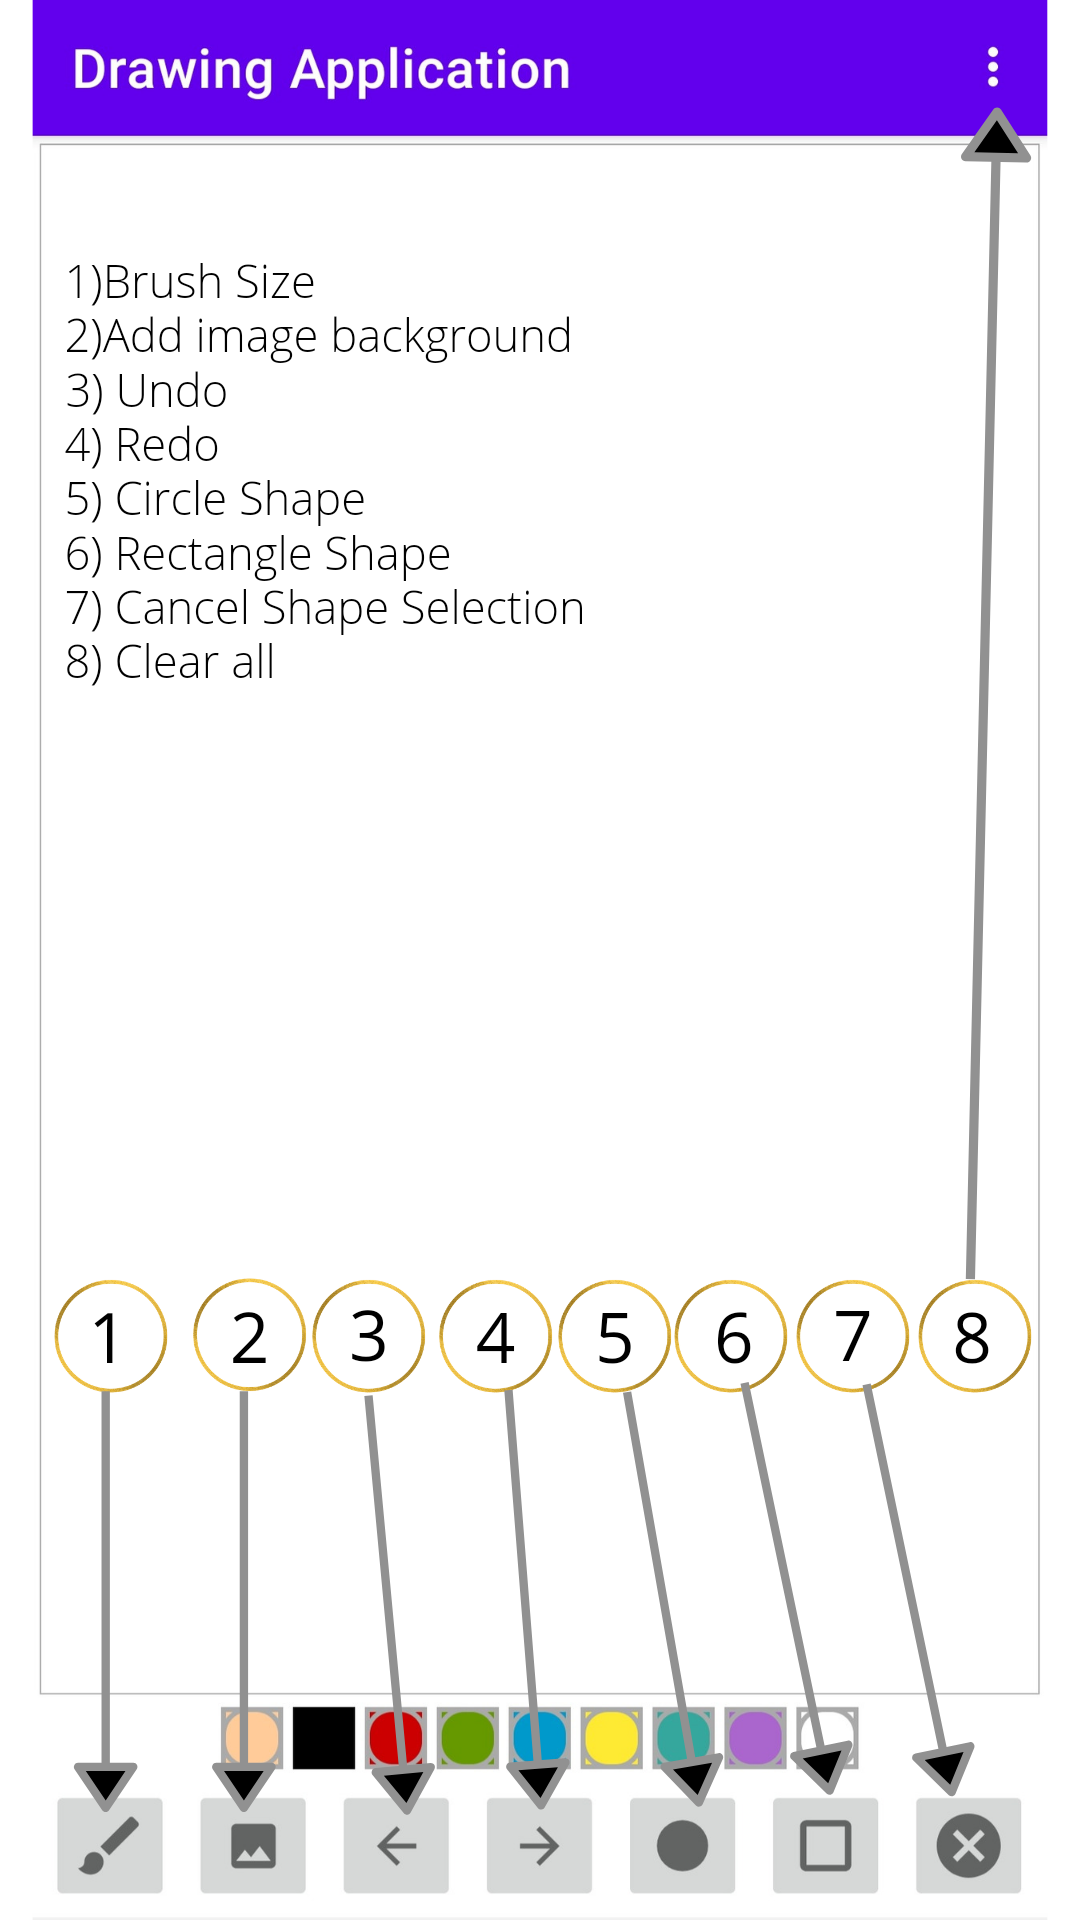 Drawing Application
1)Brush Size
2)Add image background
3) Undo
4) Redo
5) Circle Shape
6) Rectangle Shape
7) Cancel Shape Selection
8) Clear all
1 2 3 4 5 6 7 8